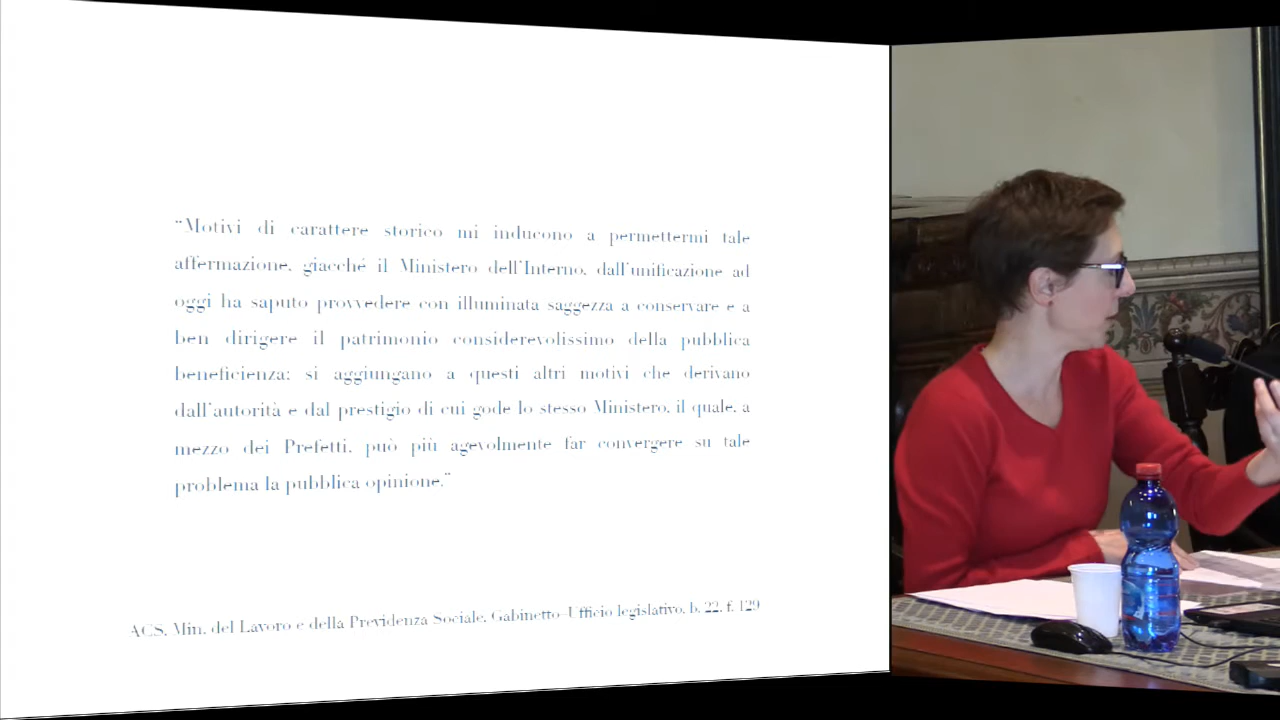 “Motivi di carattere storico mi inducono a permettermi tale
affermazione, giacché il Ministero dell’Interno, dall’unificazione ad
oggi ha saputo provvedere con illuminata saggezza a conservare e a
ben dirigere il patrimonio considerevolissimo della pubblica
beneficienza; si aggiungano a questi altri motivi che derivano
dall’autorità e dal prestigio di cui gode lo stesso Ministero, il quale, a
mezzo dei Prefetti, può più agevolmente far convergere su tale
problema la pubblica opinione.”
ACS, Min. del Lavoro e della Previdenza Sociale, Gabinetto–Ufficio legislativo, b. 22, f. 129